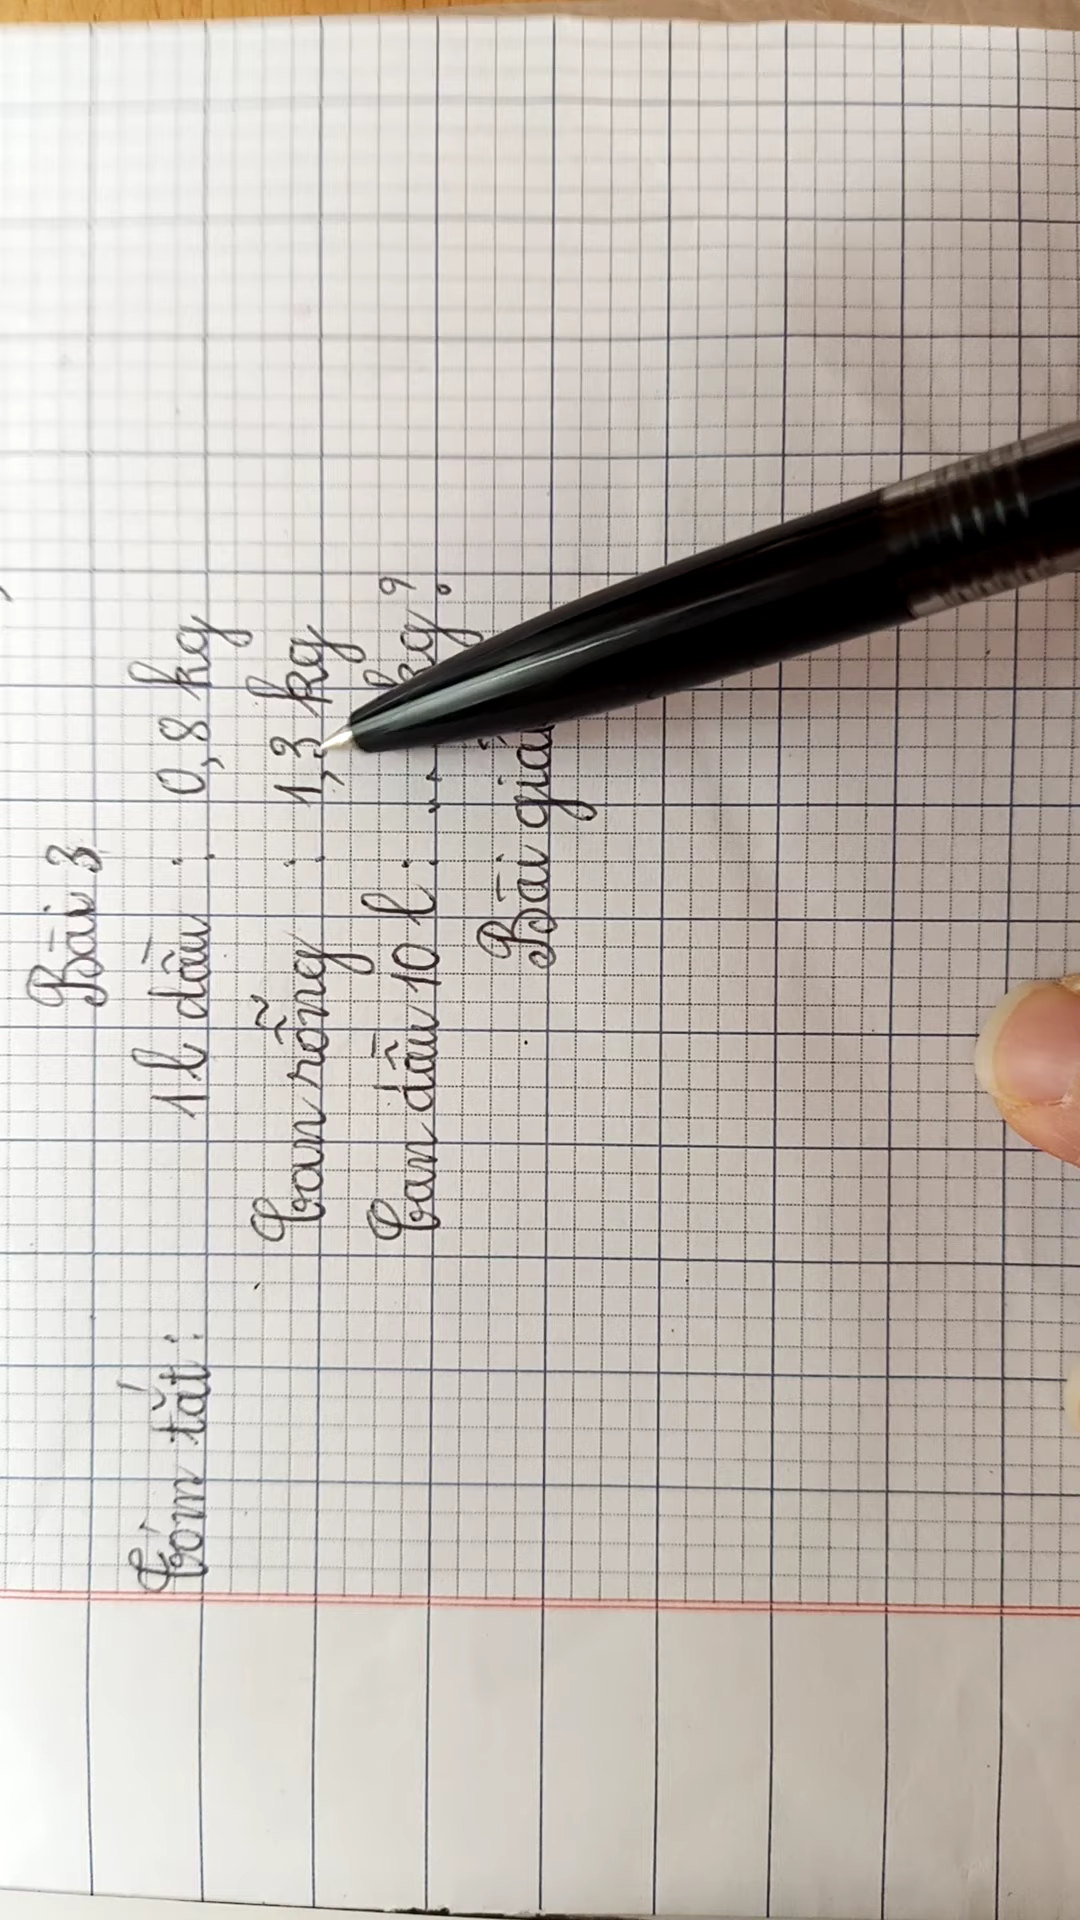 Bài 3
Tóm tắt: 1l dầu : 0,8 kg
Can rỗng : 1,3 kg
Can dầu 10 l : ... kg?
Bài giải